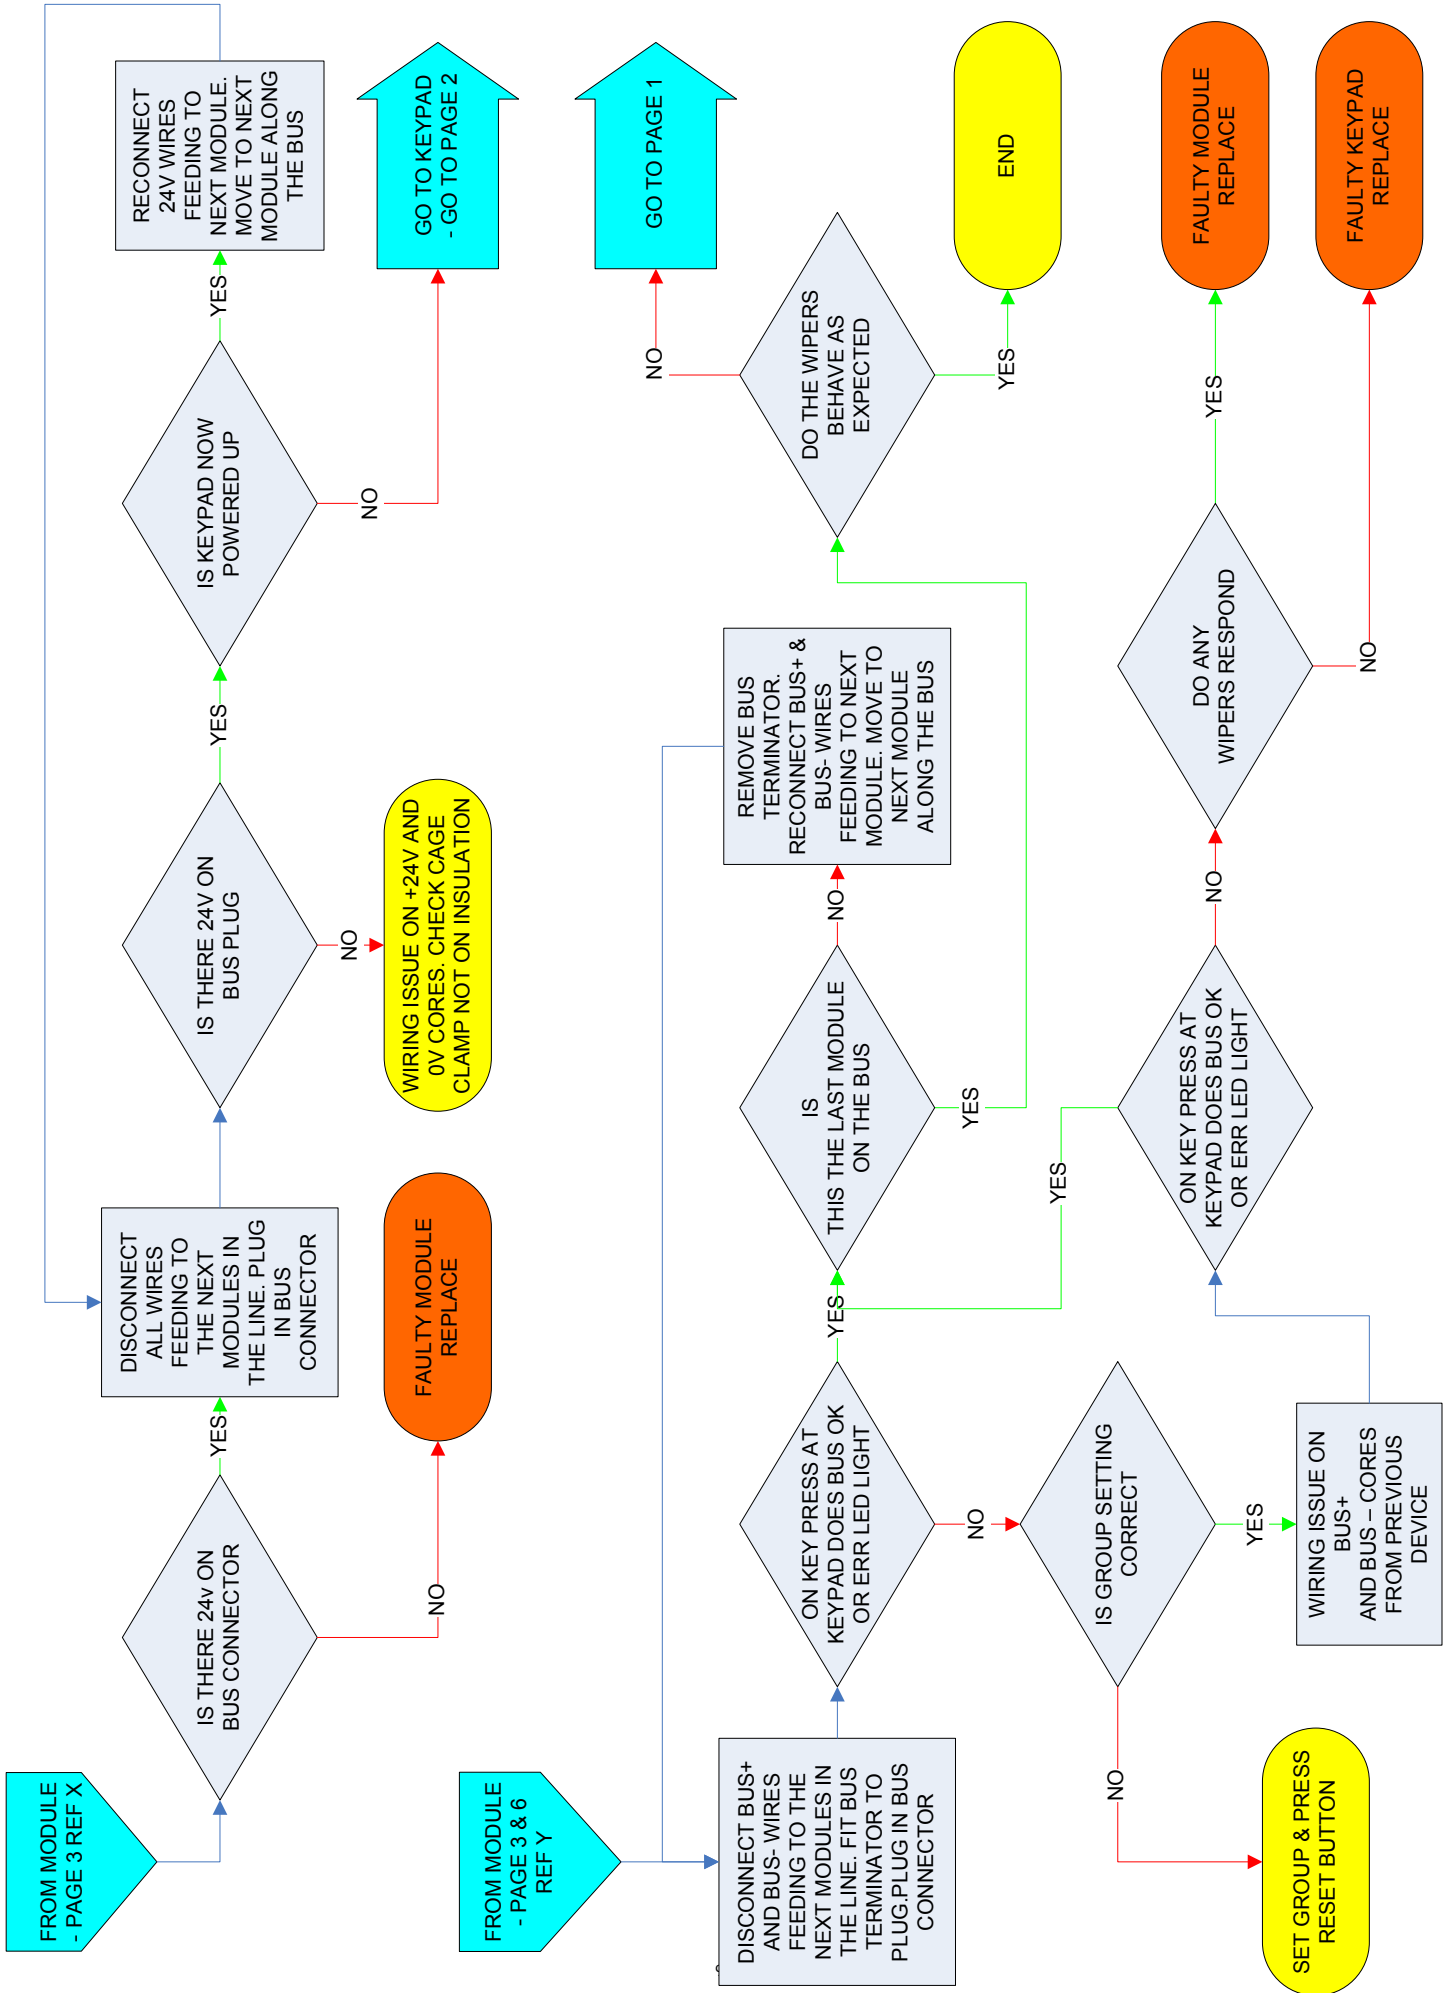 FROM MODULE
- PAGE 3 REF X
IS THERE 24v ON
BUS CONNECTOR
YES
NO
FAULTY MODULE
REPLACE
DISCONNECT
ALL WIRES
FEEDING TO
THE NEXT
MODULES IN
THE LINE. PLUG
IN BUS
CONNECTOR
IS THERE 24V ON
BUS PLUG
YES
NO
WIRING ISSUE ON +24V AND
0V CORES. CHECK CAGE
CLAMP NOT ON INSULATION
IS KEYPAD NOW
POWERED UP
YES
NO
RECONNECT
24V WIRES
FEEDING TO
NEXT MODULE.
MOVE TO NEXT
MODULE ALONG
THE BUS
GO TO KEYPAD
- GO TO PAGE 2
FROM MODULE
- PAGE 3 & 6
REF Y
DISCONNECT BUS+
AND BUS- WIRES
FEEDING TO THE
NEXT MODULES IN
THE LINE. FIT BUS
TERMINATOR TO
PLUG.PLUG IN BUS
CONNECTOR
ON KEY PRESS AT
KEYPAD DOES BUS OK
OR ERR LED LIGHT
YES
NO
IS
THIS THE LAST MODULE
ON THE BUS
NO
YES
REMOVE BUS
TERMINATOR.
RECONNECT BUS+ &
BUS- WIRES
FEEDING TO NEXT
MODULE. MOVE TO
NEXT MODULE
ALONG THE BUS
DO THE WIPERS
BEHAVE AS
EXPECTED
NO
YES
GO TO PAGE 1
END
IS GROUP SETTING
CORRECT
NO
YES
SET GROUP & PRESS
RESET BUTTON
WIRING ISSUE ON
BUS+
AND BUS – CORES
FROM PREVIOUS
DEVICE
ON KEY PRESS AT
KEYPAD DOES BUS OK
OR ERR LED LIGHT
YES
NO
DO ANY
WIPERS RESPOND
YES
NO
FAULTY MODULE
REPLACE
FAULTY KEYPAD
REPLACE